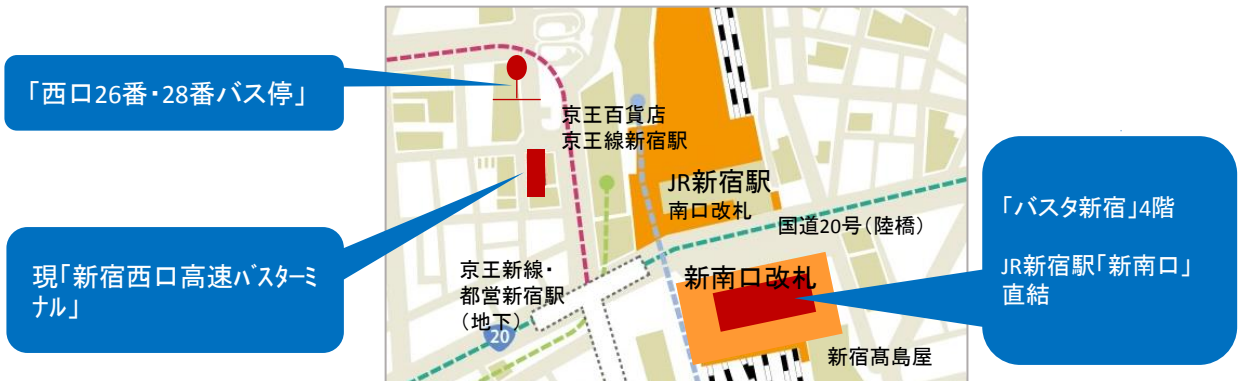 「西口26番・28番バス停」
現「新宿西口高速バスターミ
ナル」
京王百貨店
京王線新宿駅
JR新宿駅
南口改札
国道20号（陸橋）
京王新線・
都営新宿駅
（地下）
20
新南口改札
新宿髙島屋
「バスタ新宿」4階
JR新宿駅「新南口」
直結